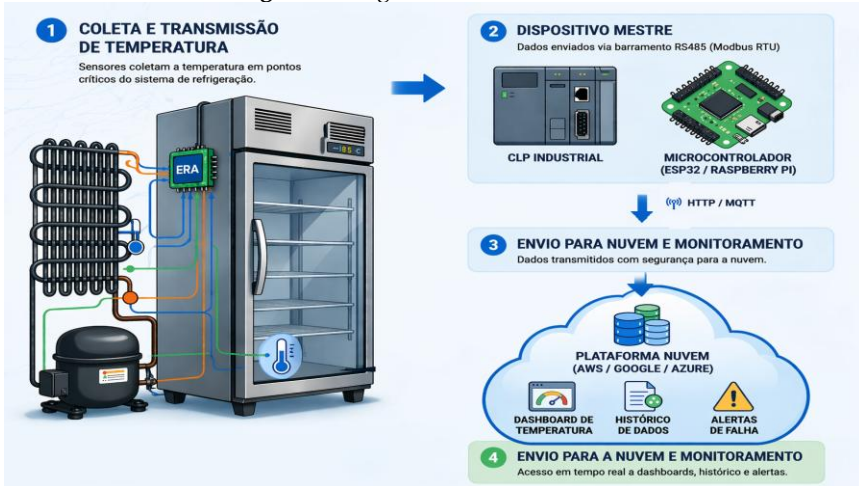 1 COLETA E TRANSMISSÃO
DE TEMPERATURA
Sensores coletam a temperatura em pontos
críticos do sistema de refrigeração.
ERA
2 DISPOSITIVO MESTRE
Dados enviados via barramento RS485 (Modbus RTU)
CLP INDUSTRIAL
MICROCONTROLADOR
(ESP32 / RASPBERRY PI)
HTTP / MQTT
3 ENVIO PARA NUVEM E MONITORAMENTO
Dados transmitidos com segurança para a nuvem.
PLATAFORMA NUVEM
(AWS / GOOGLE / AZURE)
DASHBOARD DE
TEMPERATURA
HISTÓRICO
DE DADOS
ALERTAS
DE FALHA
4 ENVIO PARA A NUVEM E MONITORAMENTO
Acesso em tempo real a dashboards, histórico e alertas.